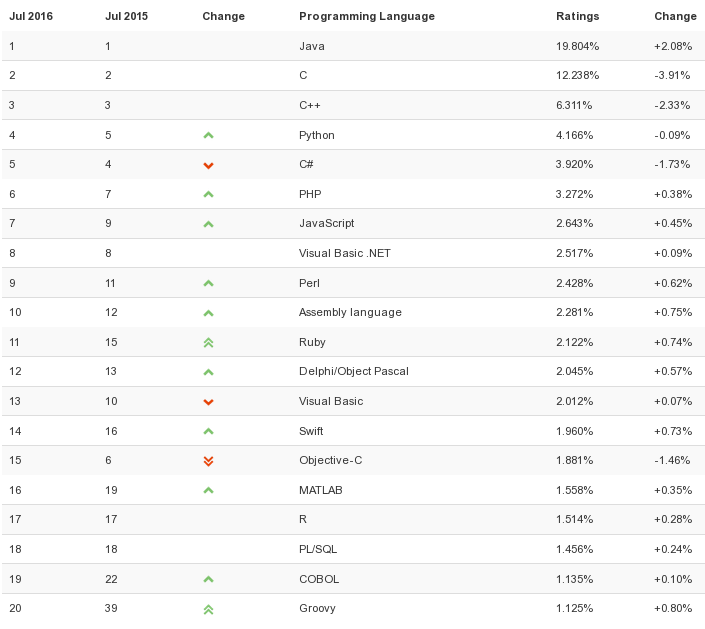 Jul 2016 Jul 2015 Change Programming Language Ratings Change
1 1 Java 19.804% +2.08%
2 2 C 12.238% -3.91%
3 3 C++ 6.311% -2.33%
4 5 Python 4.166% -0.09%
5 4 C# 3.920% -1.73%
6 7 PHP 3.272% +0.38%
7 9 JavaScript 2.643% +0.45%
8 8 Visual Basic .NET 2.517% +0.09%
9 11 Perl 2.428% +0.62%
10 12 Assembly language 2.281% +0.75%
11 15 Ruby 2.122% +0.74%
12 13 Delphi/Object Pascal 2.045% +0.57%
13 10 Visual Basic 2.012% +0.07%
14 16 Swift 1.960% +0.73%
15 6 Objective-C 1.881% -1.46%
16 19 MATLAB 1.558% +0.35%
17 17 R 1.514% +0.28%
18 18 PL/SQL 1.456% +0.24%
19 22 COBOL 1.135% +0.10%
20 39 Groovy 1.125% +0.80%